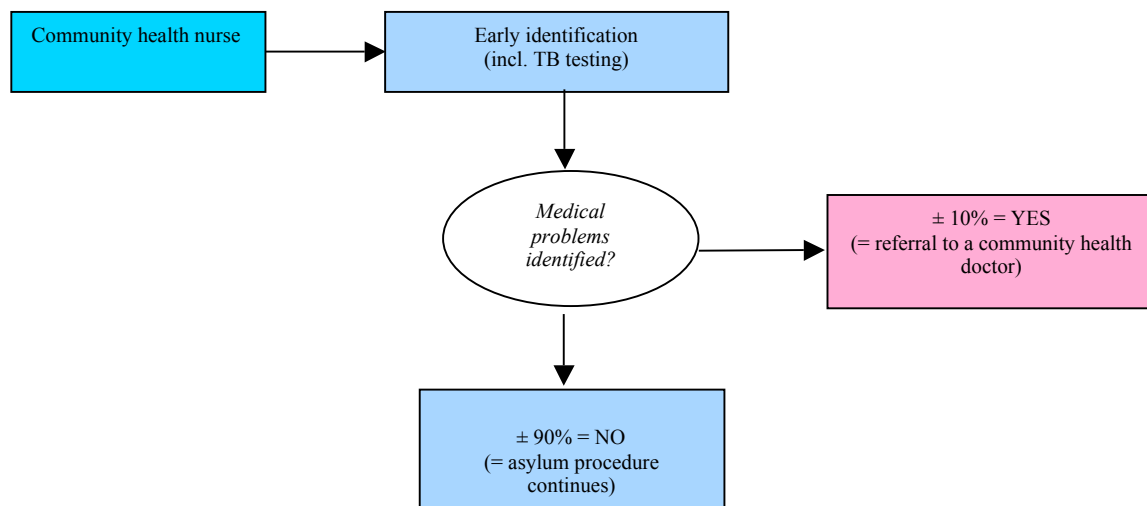 Community health nurse
Early identification
(incl. TB testing)
Medical
problems
identified?
± 10% = YES
(= referral to a community health
doctor)
± 90% = NO
(= asylum procedure
continues)